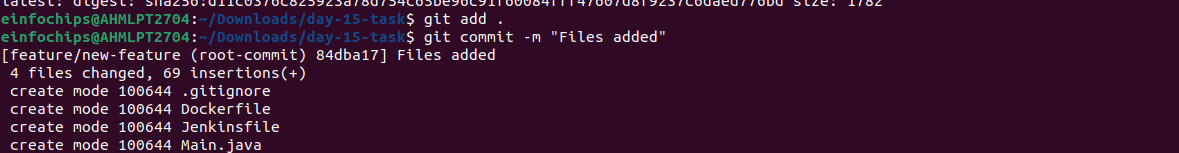 einfochips@AHMLPT2704:~/Downloads/day-15-task$ git add .
einfochips@AHMLPT2704:~/Downloads/day-15-task$ git commit -m "Files added"
[feature/new-feature (root-commit) 84dba17] Files added
 4 files changed, 69 insertions(+)
 create mode 100644 .gitignore
 create mode 100644 Dockerfile
 create mode 100644 Jenkinsfile
 create mode 100644 Main.java